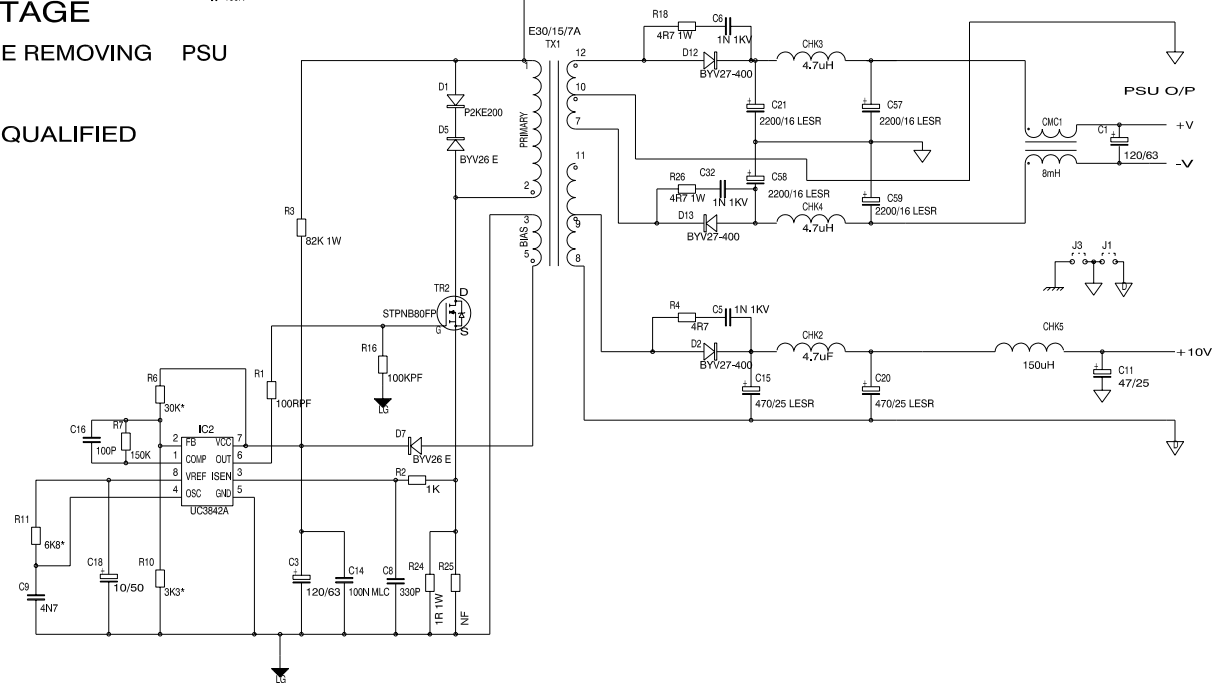 TAGE
E REMOVING PSU
QUALIFIED
E30/15/7A
TX1
R18
4R7 1W
C6
1N 1KV
D12
BYV27-400
CHK3
4.7uH
PSU O/P
12
10
7
11
9
8
1
2
3
5
PRIMARY
BIAS
D1
P2KE200
D5
BYV26 E
C21
2200/16 LESR
C57
2200/16 LESR
CMC1
8mH
C1
120/63
+V
-V
C58
2200/16 LESR
C59
2200/16 LESR
R26
4R7 1W
C32
1N 1KV
D13
BYV27-400
CHK4
4.7uH
R3
82K 1W
J3
J1
D
TR2
STPNB80FP
D
G
S
R4
4R7
C5
1N 1KV
D2
BYV27-400
CHK2
4.7uF
CHK5
150uH
+10V
C11
47/25
C15
470/25 LESR
C20
470/25 LESR
D
R16
100KPF
LG
R1
100RPF
R6
30K*
C16
100P
R7
150K
IC2
2 FB VCC 7
1 COMP OUT 6
8 VREF ISEN 3
4 OSC GND 5
UC3842A
D7
BYV26 E
R2
1K
R11
6K8*
C9
4N7
C18
10/50
R10
3K3*
C3
120/63
C14
100N MLC
C8
330P
R24
1R 1W
R25
NF
LG